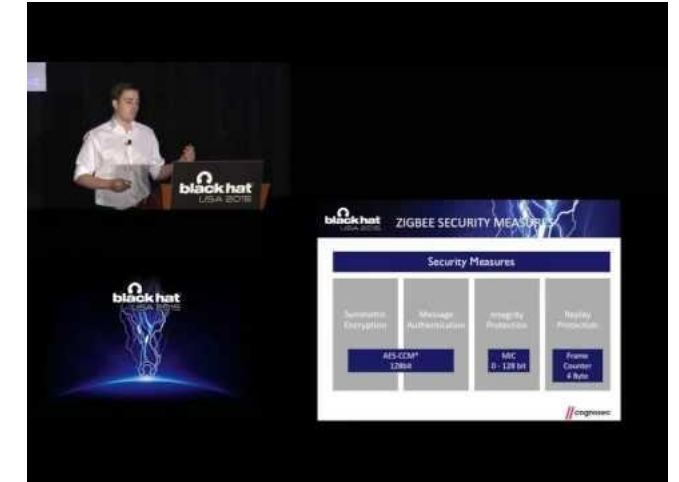 black hat
USA 2015
black hat
USA 2015
ZIGBEE SECURITY MEASURES
Security Measures
Symmetric
Encryption
Message
Authentication
Integrity
Protection
Replay
Protection
AES-CCM*
128bit
MIC
0 - 128 bit
Frame
Counter
4 Byte
cognosec
black hat
USA 2015